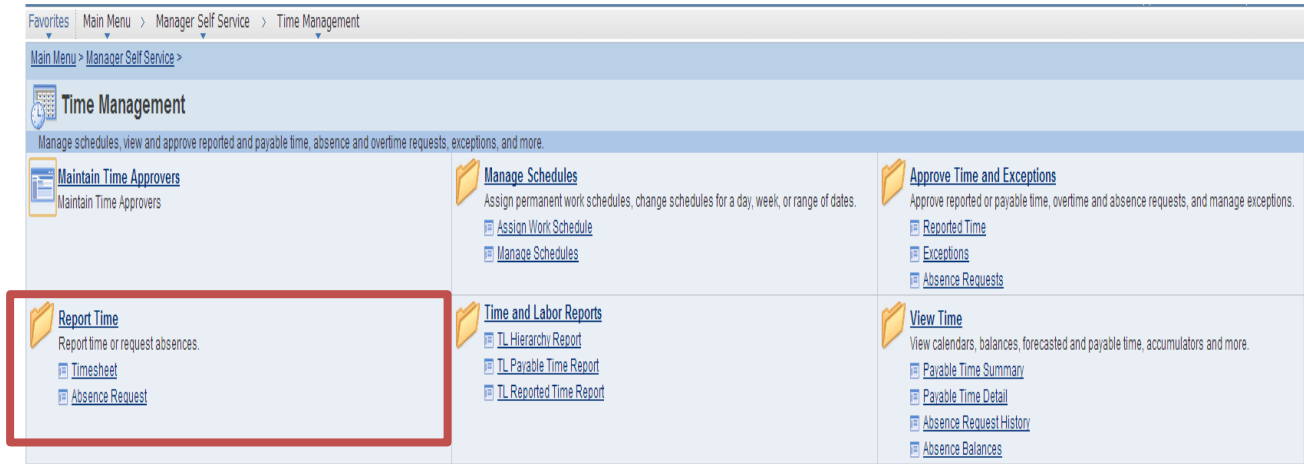 Favorites Main Menu > Manager Self Service > Time Management
Main Menu > Manager Self Service >
Time Management
Manage schedules, view and approve reported and payable time, absence and overtime requests, exceptions, and more.
Maintain Time Approvers
Maintain Time Approvers
Manage Schedules
Assign permanent work schedules, change schedules for a day, week, or range of dates.
Assign Work Schedule
Manage Schedules
Approve Time and Exceptions
Approve reported or payable time, overtime and absence requests, and manage exceptions.
Reported Time
Exceptions
Absence Requests
Report Time
Report time or request absences.
Timesheet
Absence Request
Time and Labor Reports
TL Hierarchy Report
TL Payable Time Report
TL Reported Time Report
View Time
View calendars, balances, forecasted and payable time, accumulators and more.
Payable Time Summary
Payable Time Detail
Absence Request History
Absence Balances